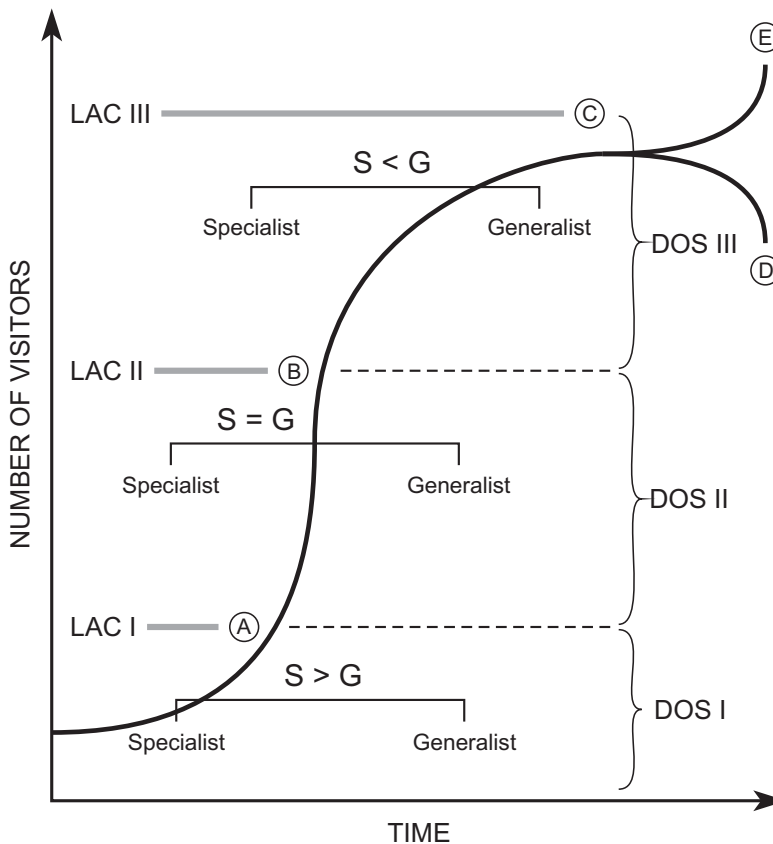 E
LAC III
C
S < G
Specialist
Generalist
DOS III
D
NUMBER OF VISITORS
LAC II
B
S = G
Specialist
Generalist
DOS II
LAC I
A
S > G
DOS I
Specialist
Generalist
TIME